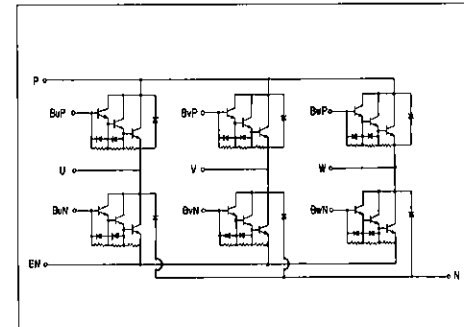 P
BuP BvP BwP
U V W
BuN BvN BwN
EN
N